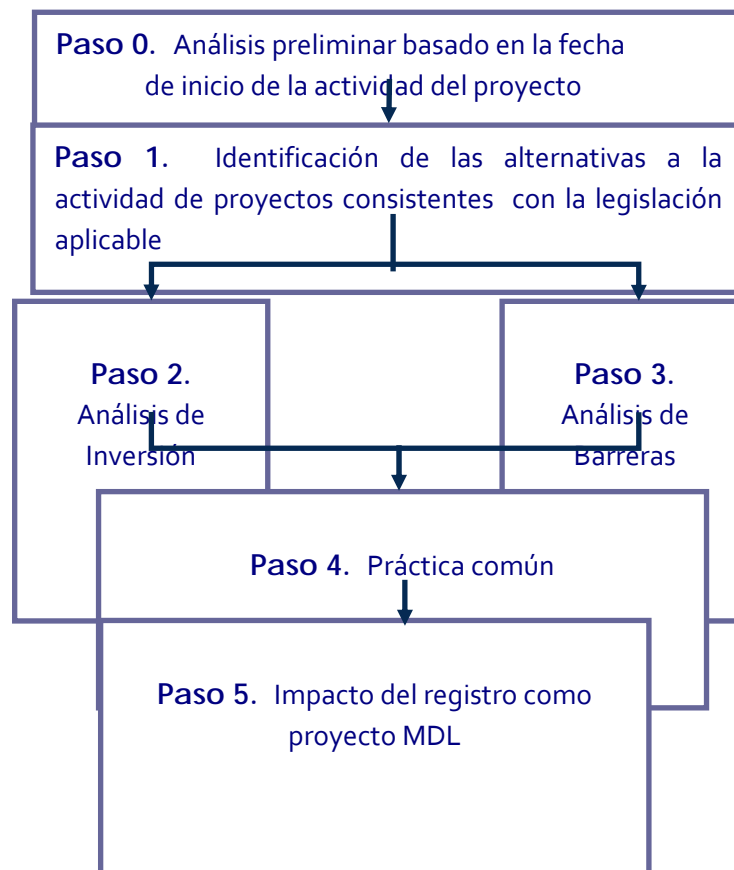 Paso 0. Análisis preliminar basado en la fecha
de inicio de la actividad del proyecto
Paso 1. Identificación de las alternativas a la
actividad de proyectos consistentes con la legislación
aplicable
Paso 2.
Análisis de
Inversión
Paso 3.
Análisis de
Barreras
Paso 4. Práctica común
Paso 5. Impacto del registro como
proyecto MDL